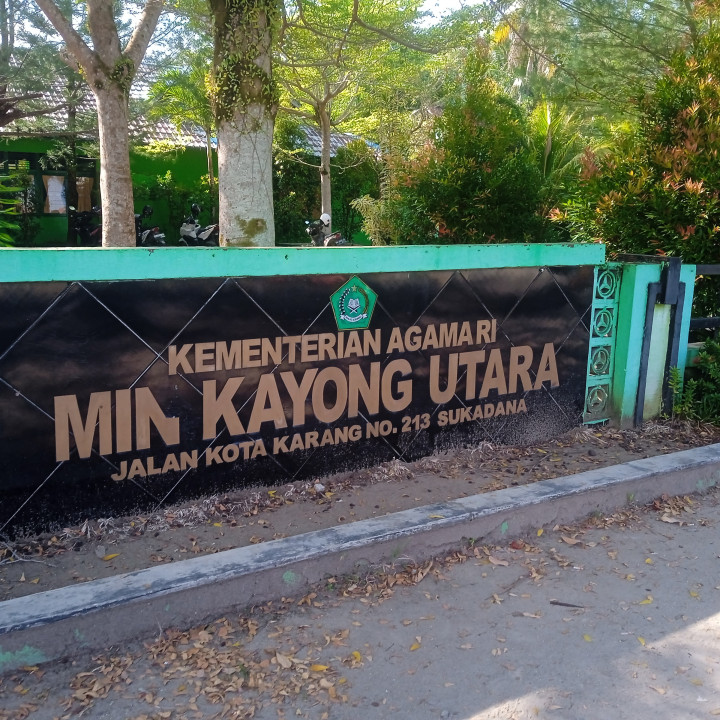 KEMENTERIAN AGAMA RI
MIN KAYONG UTARA
JALAN KOTA KARANG NO. 213 SUKADANA